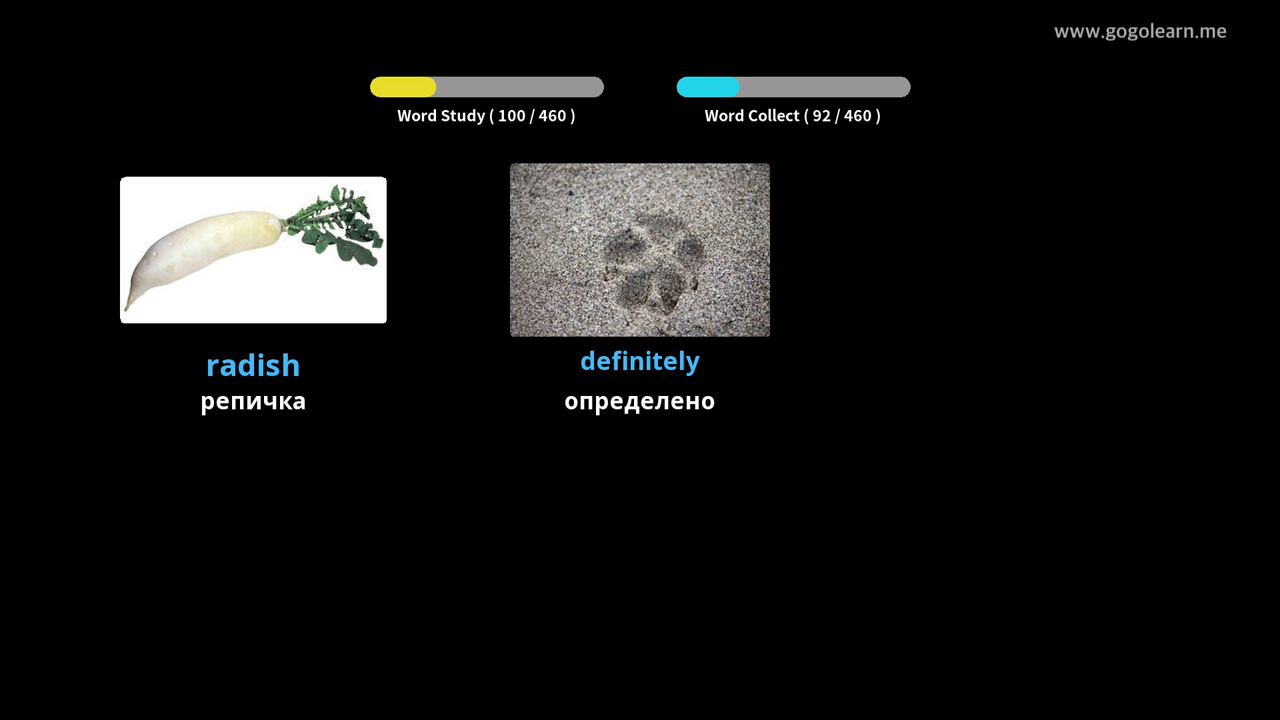 www.gogolearn.me
Word Study ( 100 / 460 )
Word Collect ( 92 / 460 )
radish
репичка
definitely
определено